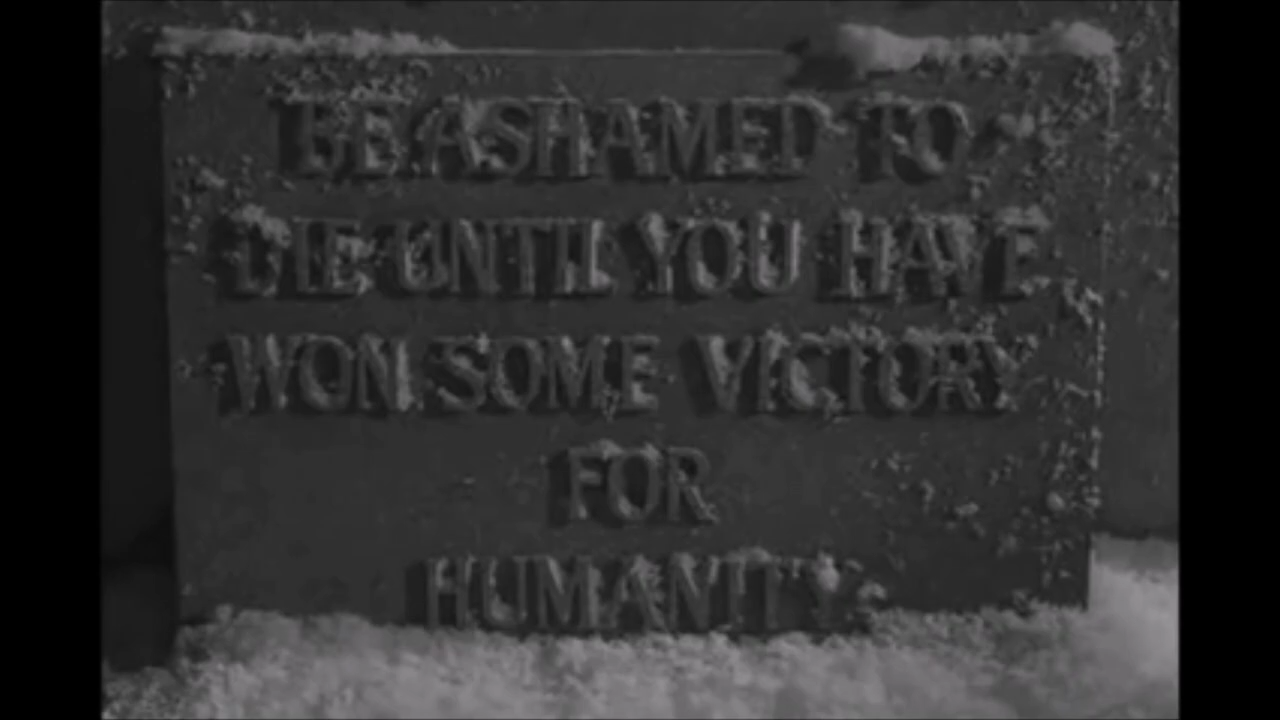 BE ASHAMED TO
DIE UNTIL YOU HAVE
WON SOME VICTORY
FOR
HUMANITY